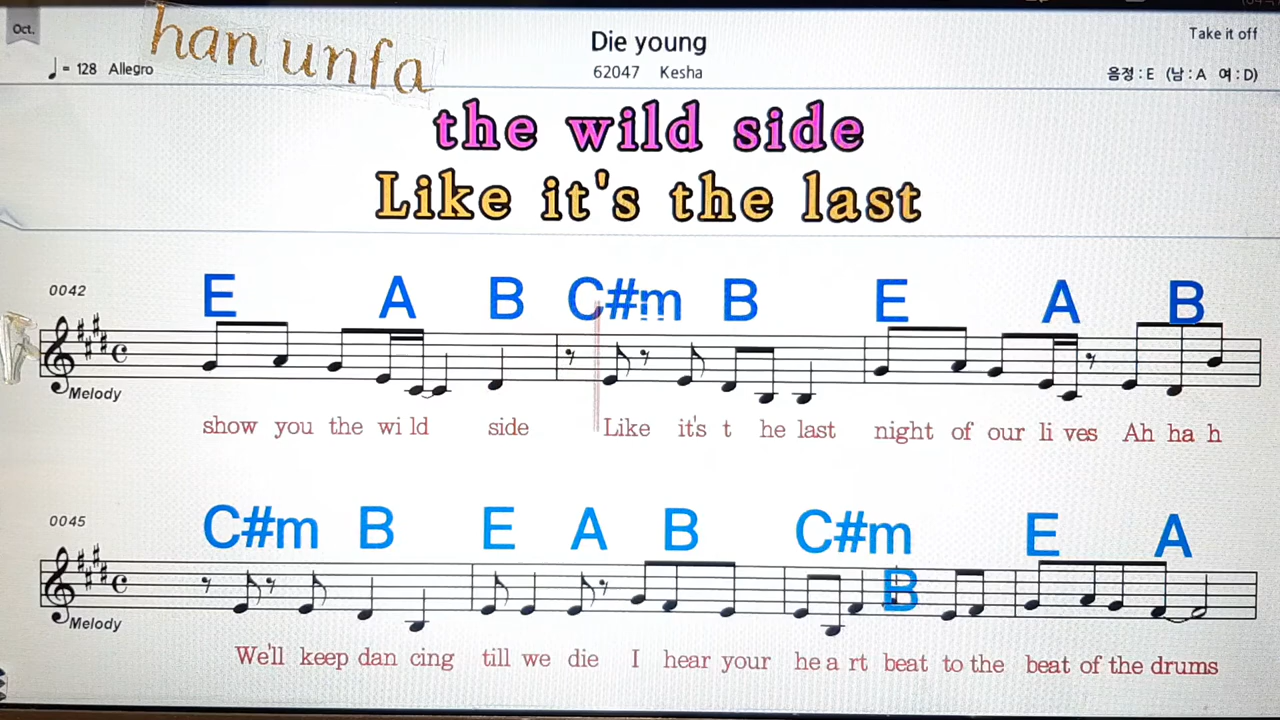 Oct.
han unfa
Die young
Take it off
♩ = 128 Allegro
62047 Kesha
음정 : E (남 : A 여 : D)
the wild side
Like it's the last
0042
E A B C#m B E A B
Melody
show you the wi ld side Like it's t he last night of our li ves Ah ha h
0045
C#m B E A B C#m B E A
Melody
We'll keep dan cing till we die I hear your he a rt beat to the beat of the drums